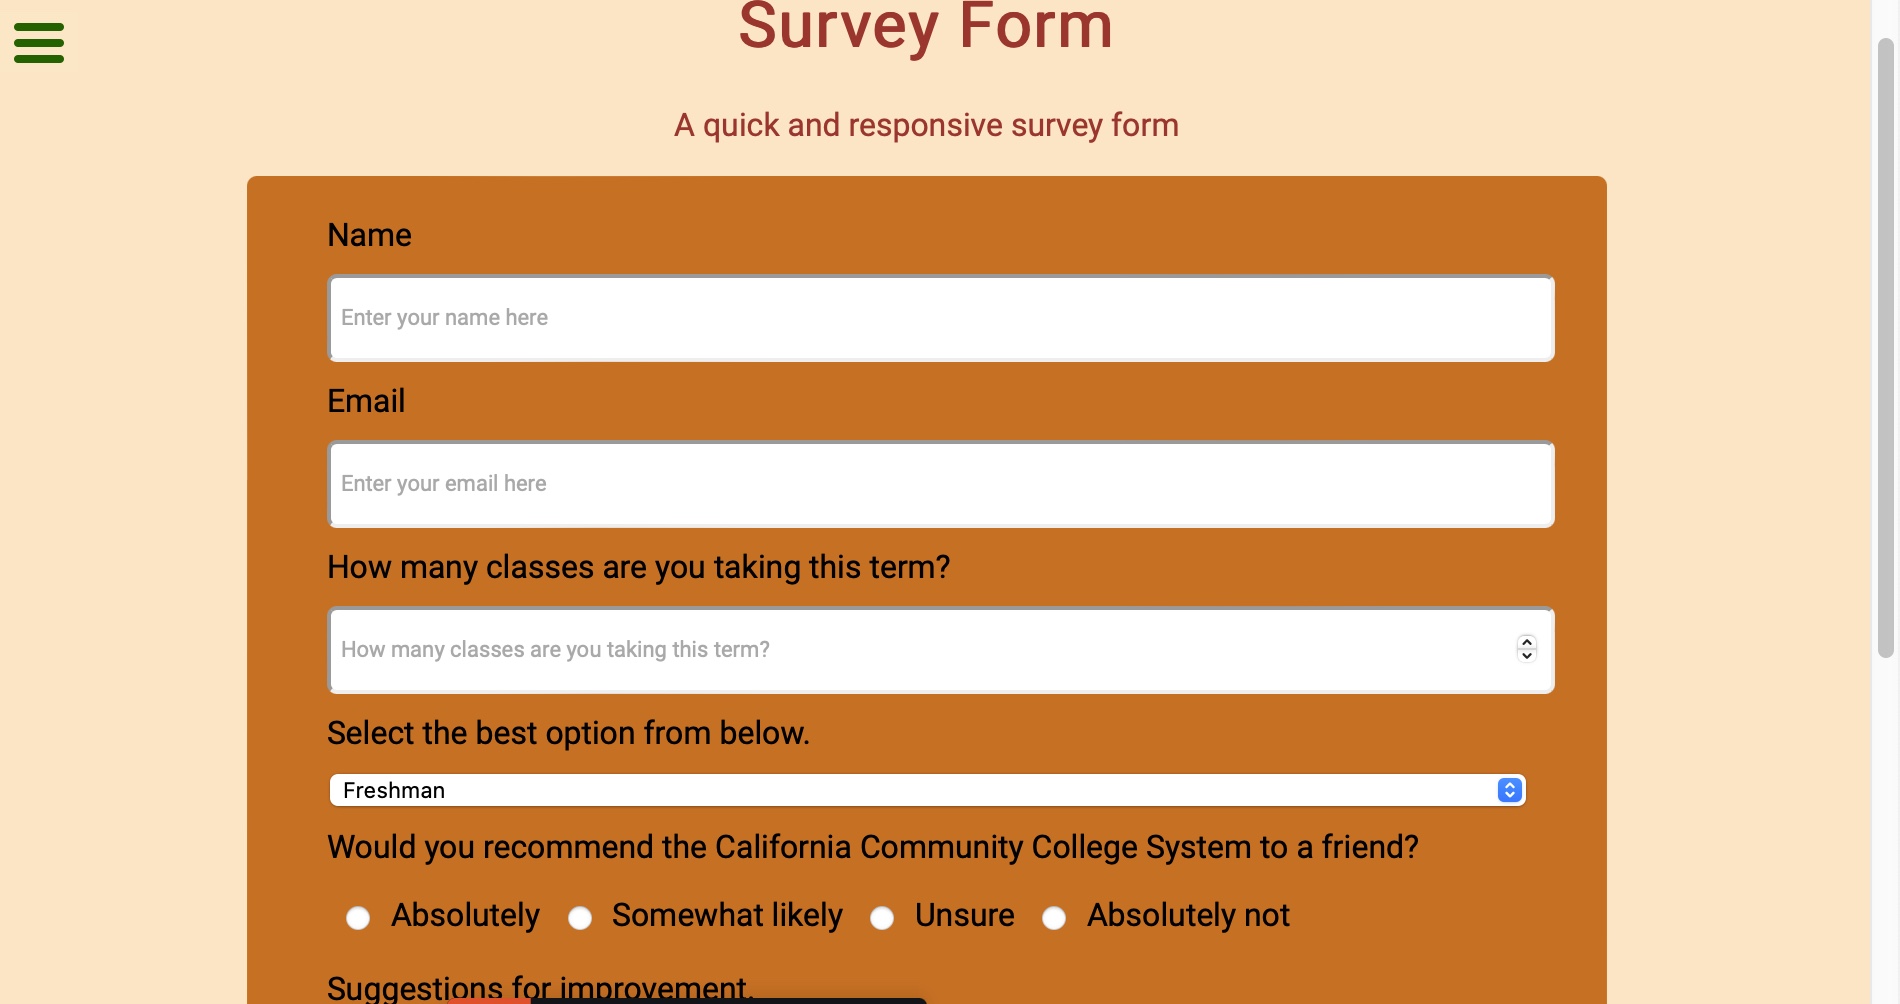 Survey Form
A quick and responsive survey form
Name
Enter your name here
Email
Enter your email here
How many classes are you taking this term?
How many classes are you taking this term?
Select the best option from below.
Freshman
Would you recommend the California Community College System to a friend?
Absolutely Somewhat likely Unsure Absolutely not
Suggestions for improvement.